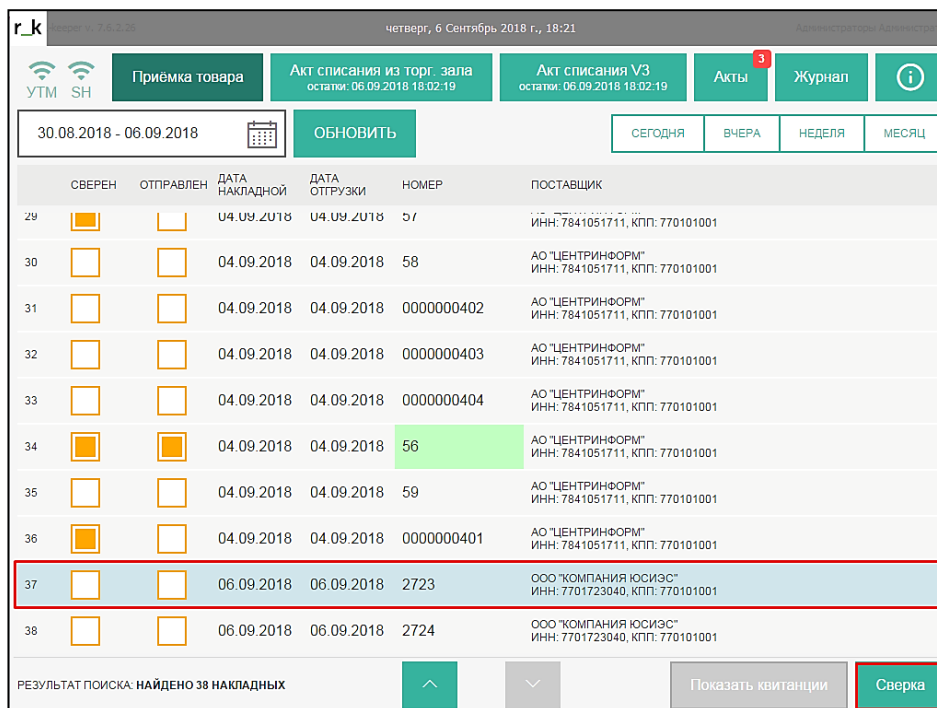 r_k keeper v. 7.6.2.26 четверг, 6 Сентябрь 2018 г., 18:21 Администраторы Администра
УТМ SH Приёмка товара Акт списания из торг. зала Акт списания V3 Акты 3 Журнал
остатки: 06.09.2018 18:02:19 остатки: 06.09.2018 18:02:19
30.08.2018 - 06.09.2018 ОБНОВИТЬ СЕГОДНЯ ВЧЕРА НЕДЕЛЯ МЕСЯЦ
СВЕРЕН ОТПРАВЛЕН ДАТА НАКЛАДНОЙ ДАТА ОТГРУЗКИ НОМЕР ПОСТАВЩИК
29 04.09.2018 04.09.2018 57
ИНН: 7841051711, КПП: 770101001
30 04.09.2018 04.09.2018 58 АО "ЦЕНТРИНФОРМ"
ИНН: 7841051711, КПП: 770101001
31 04.09.2018 04.09.2018 0000000402 АО "ЦЕНТРИНФОРМ"
ИНН: 7841051711, КПП: 770101001
32 04.09.2018 04.09.2018 0000000403 АО "ЦЕНТРИНФОРМ"
ИНН: 7841051711, КПП: 770101001
33 04.09.2018 04.09.2018 0000000404 АО "ЦЕНТРИНФОРМ"
ИНН: 7841051711, КПП: 770101001
34 04.09.2018 04.09.2018 56 АО "ЦЕНТРИНФОРМ"
ИНН: 7841051711, КПП: 770101001
35 04.09.2018 04.09.2018 59 АО "ЦЕНТРИНФОРМ"
ИНН: 7841051711, КПП: 770101001
36 04.09.2018 04.09.2018 0000000401 АО "ЦЕНТРИНФОРМ"
ИНН: 7841051711, КПП: 770101001
37 06.09.2018 06.09.2018 2723 ООО "КОМПАНИЯ ЮСИЭС"
ИНН: 7701723040, КПП: 770101001
38 06.09.2018 06.09.2018 2724 ООО "КОМПАНИЯ ЮСИЭС"
ИНН: 7701723040, КПП: 770101001
РЕЗУЛЬТАТ ПОИСКА: НАЙДЕНО 38 НАКЛАДНЫХ Показать квитанции Сверка